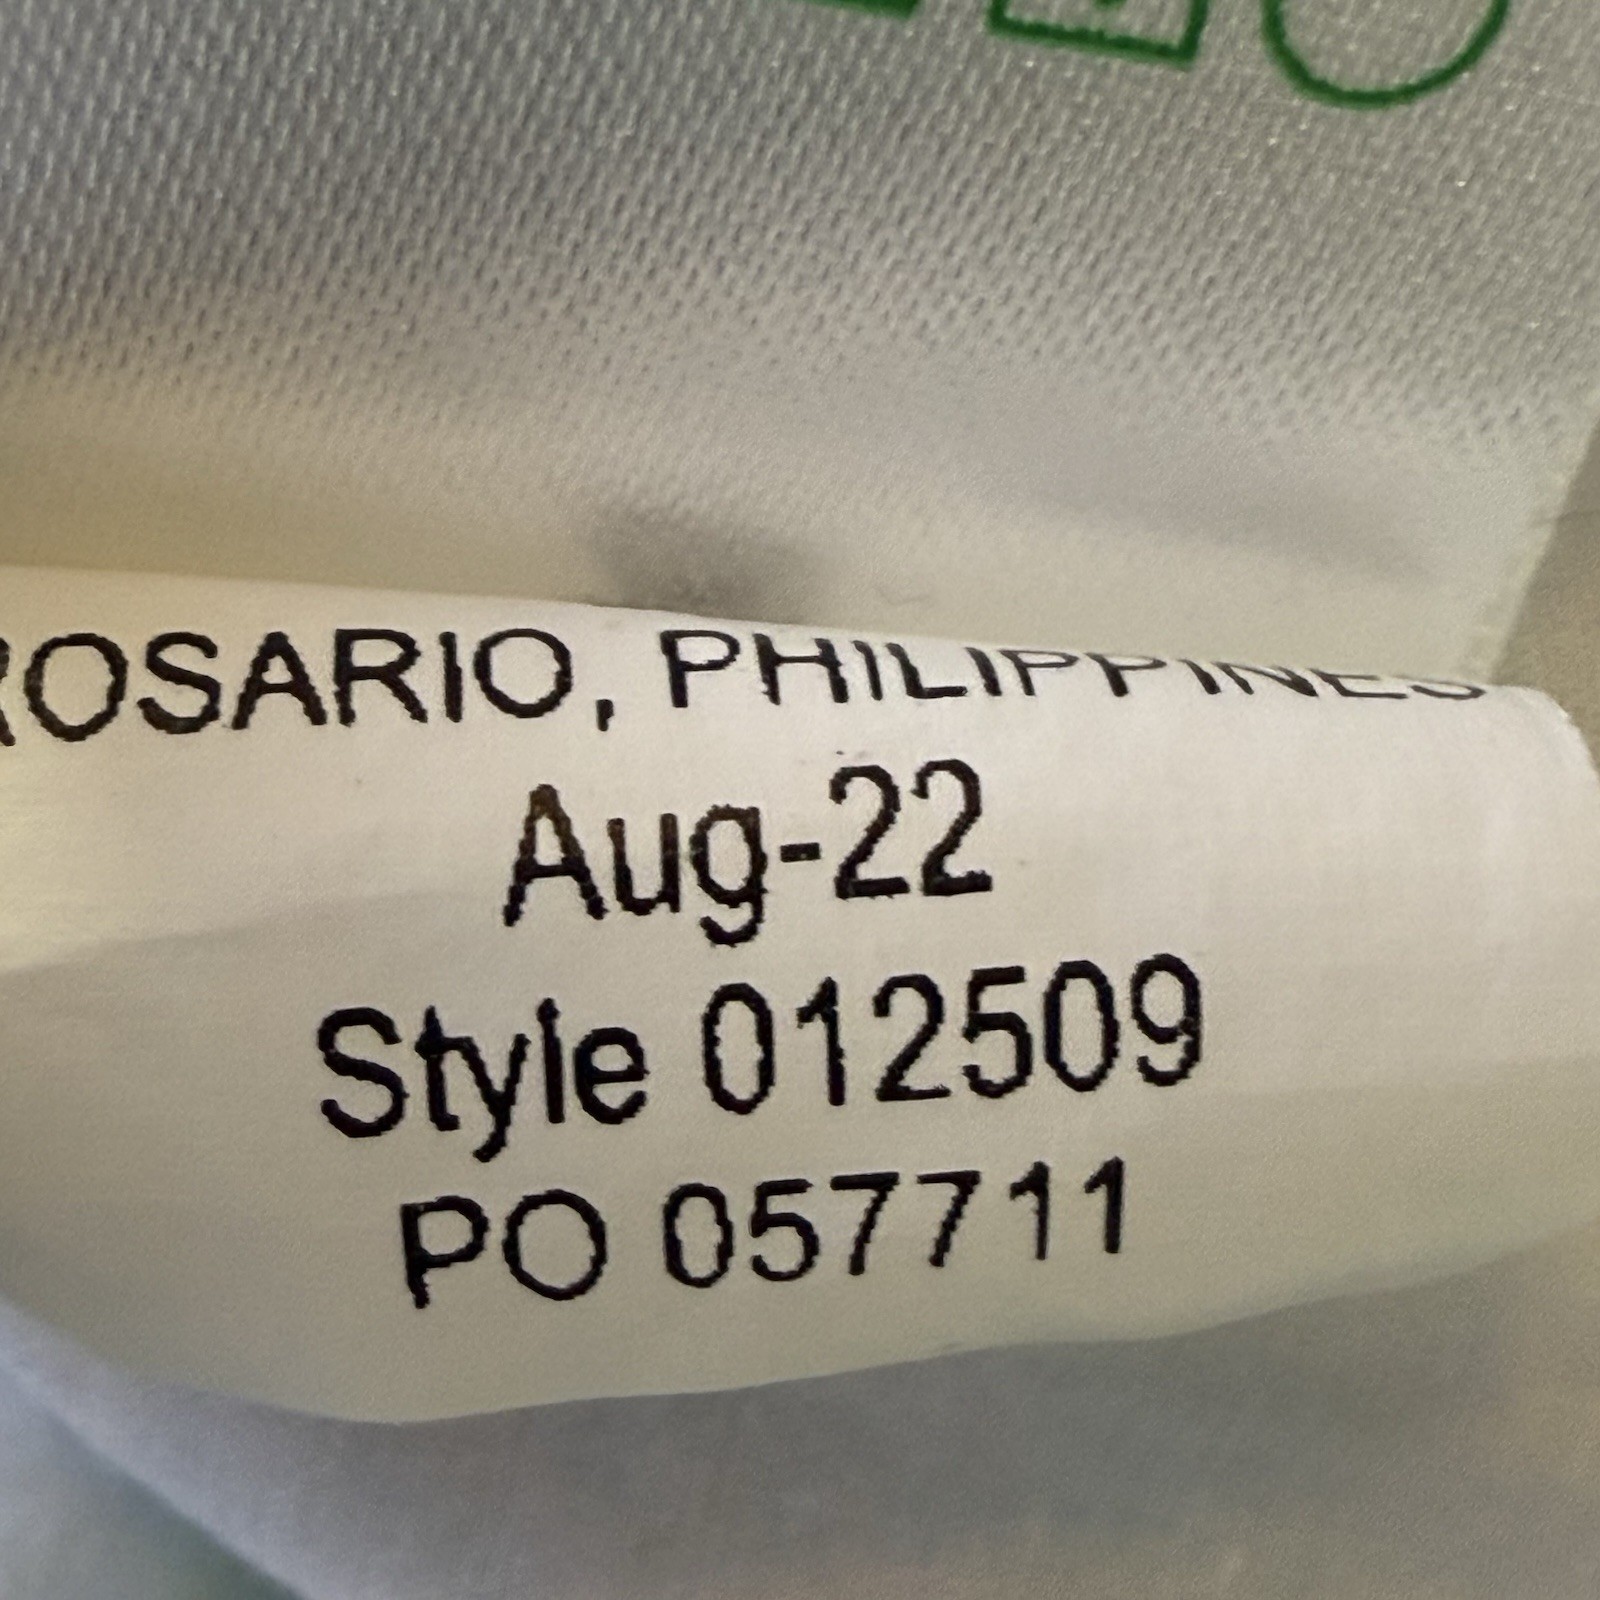 ROSARIO, PHILIPPINES
Aug-22
Style 012509
PO 057711